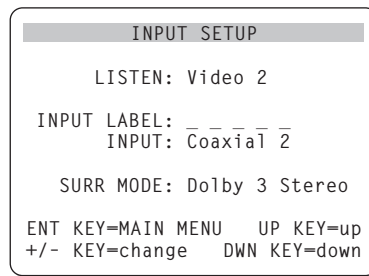 INPUT SETUP
LISTEN: Video 2
INPUT LABEL: _ _ _ _ _
INPUT: Coaxial 2
SURR MODE: Dolby 3 Stereo
ENT KEY=MAIN MENU UP KEY=up
+/- KEY=change DWN KEY=down